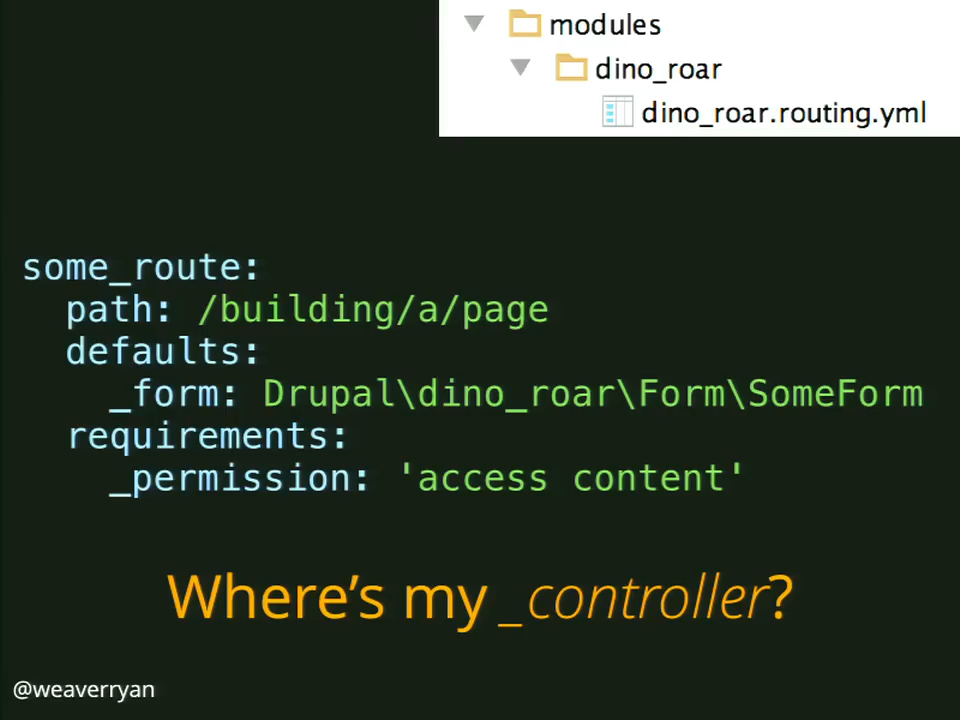 modules
dino_roar
dino_roar.routing.yml
some_route:
  path: /building/a/page
  defaults:
    _form: Drupal\dino_roar\Form\SomeForm
  requirements:
    _permission: 'access content'
Where’s my _controller?
@weaverryan